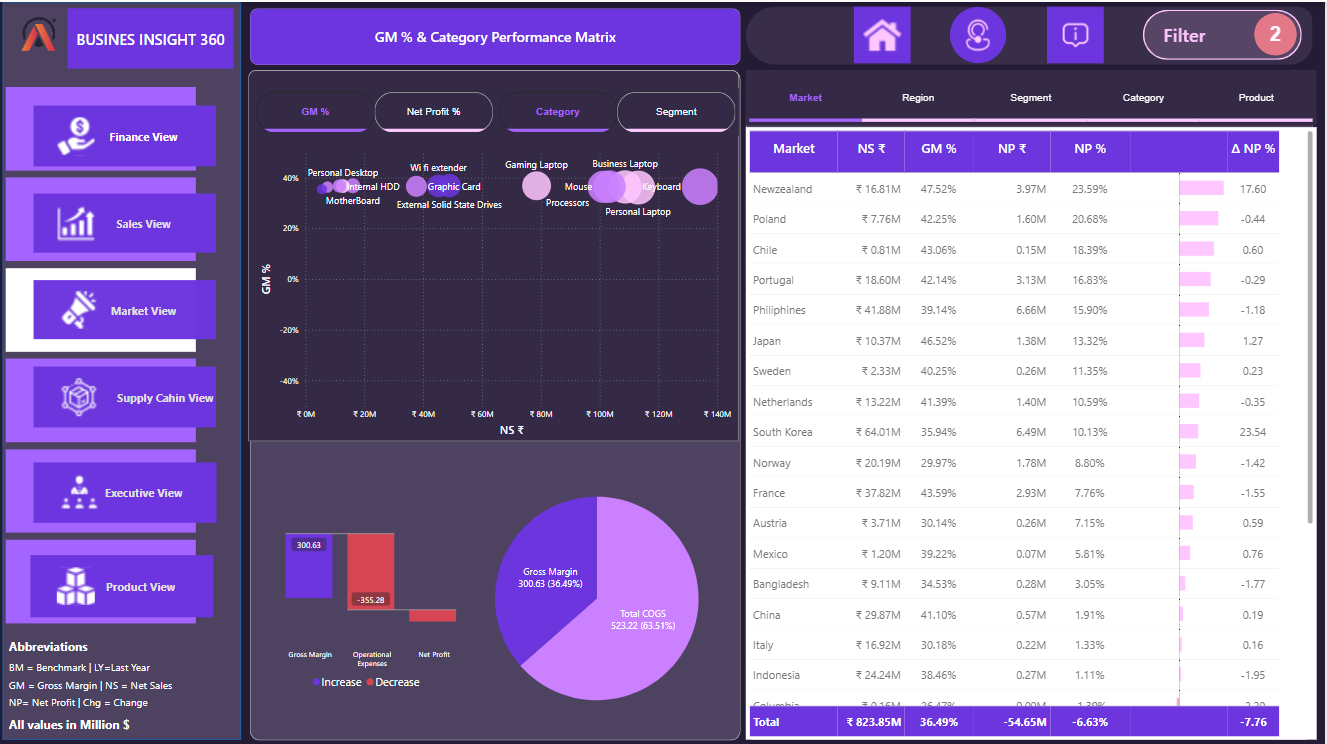 BUSINES INSIGHT 360
GM % & Category Performance Matrix
Filter
2
Finance View
Sales View
Market View
Supply Cahin View
Executive View
Product View
Abbreviations
BM = Benchmark | LY=Last Year
GM = Gross Margin | NS = Net Sales
NP= Net Profit | Chg = Change
All values in Million $
GM %
Net Profit %
Category
Segment
Personal Desktop
Internal HDD
MotherBoard
Wi fi extender
Graphic Card
External Solid State Drives
Gaming Laptop
Business Laptop
Mouse
Keyboard
Processors
Personal Laptop
40%
20%
0%
-20%
-40%
GM %
₹ 0M ₹ 20M ₹ 40M ₹ 60M ₹ 80M ₹ 100M ₹ 120M ₹ 140M
NS ₹
300.63
-355.28
Gross Margin
Operational
Expenses
Net Profit
Increase Decrease
Gross Margin
300.63 (36.49%)
Total COGS
523.22 (63.51%)
Market Region Segment Category Product
Market NS ₹ GM % NP ₹ NP % Δ NP %
Newzealand ₹ 16.81M 47.52% 3.97M 23.59% 17.60
Poland ₹ 7.76M 42.25% 1.60M 20.68% -0.44
Chile ₹ 0.81M 43.06% 0.15M 18.39% 0.60
Portugal ₹ 18.60M 42.14% 3.13M 16.83% -0.29
Philiphines ₹ 41.88M 39.14% 6.66M 15.90% -1.18
Japan ₹ 10.37M 46.52% 1.38M 13.32% 1.27
Sweden ₹ 2.33M 40.25% 0.26M 11.35% 0.23
Netherlands ₹ 13.22M 41.39% 1.40M 10.59% -0.35
South Korea ₹ 64.01M 35.94% 6.49M 10.13% 23.54
Norway ₹ 20.19M 29.97% 1.78M 8.80% -1.42
France ₹ 37.82M 43.59% 2.93M 7.76% -1.55
Austria ₹ 3.71M 30.14% 0.26M 7.15% 0.59
Mexico ₹ 1.20M 39.22% 0.07M 5.81% 0.76
Bangladesh ₹ 9.11M 34.53% 0.28M 3.05% -1.77
China ₹ 29.87M 41.10% 0.57M 1.91% 0.19
Italy ₹ 16.92M 30.18% 0.22M 1.33% 0.16
Indonesia ₹ 24.24M 38.46% 0.27M 1.11% -1.95
Total ₹ 823.85M 36.49% -54.65M -6.63% -7.76